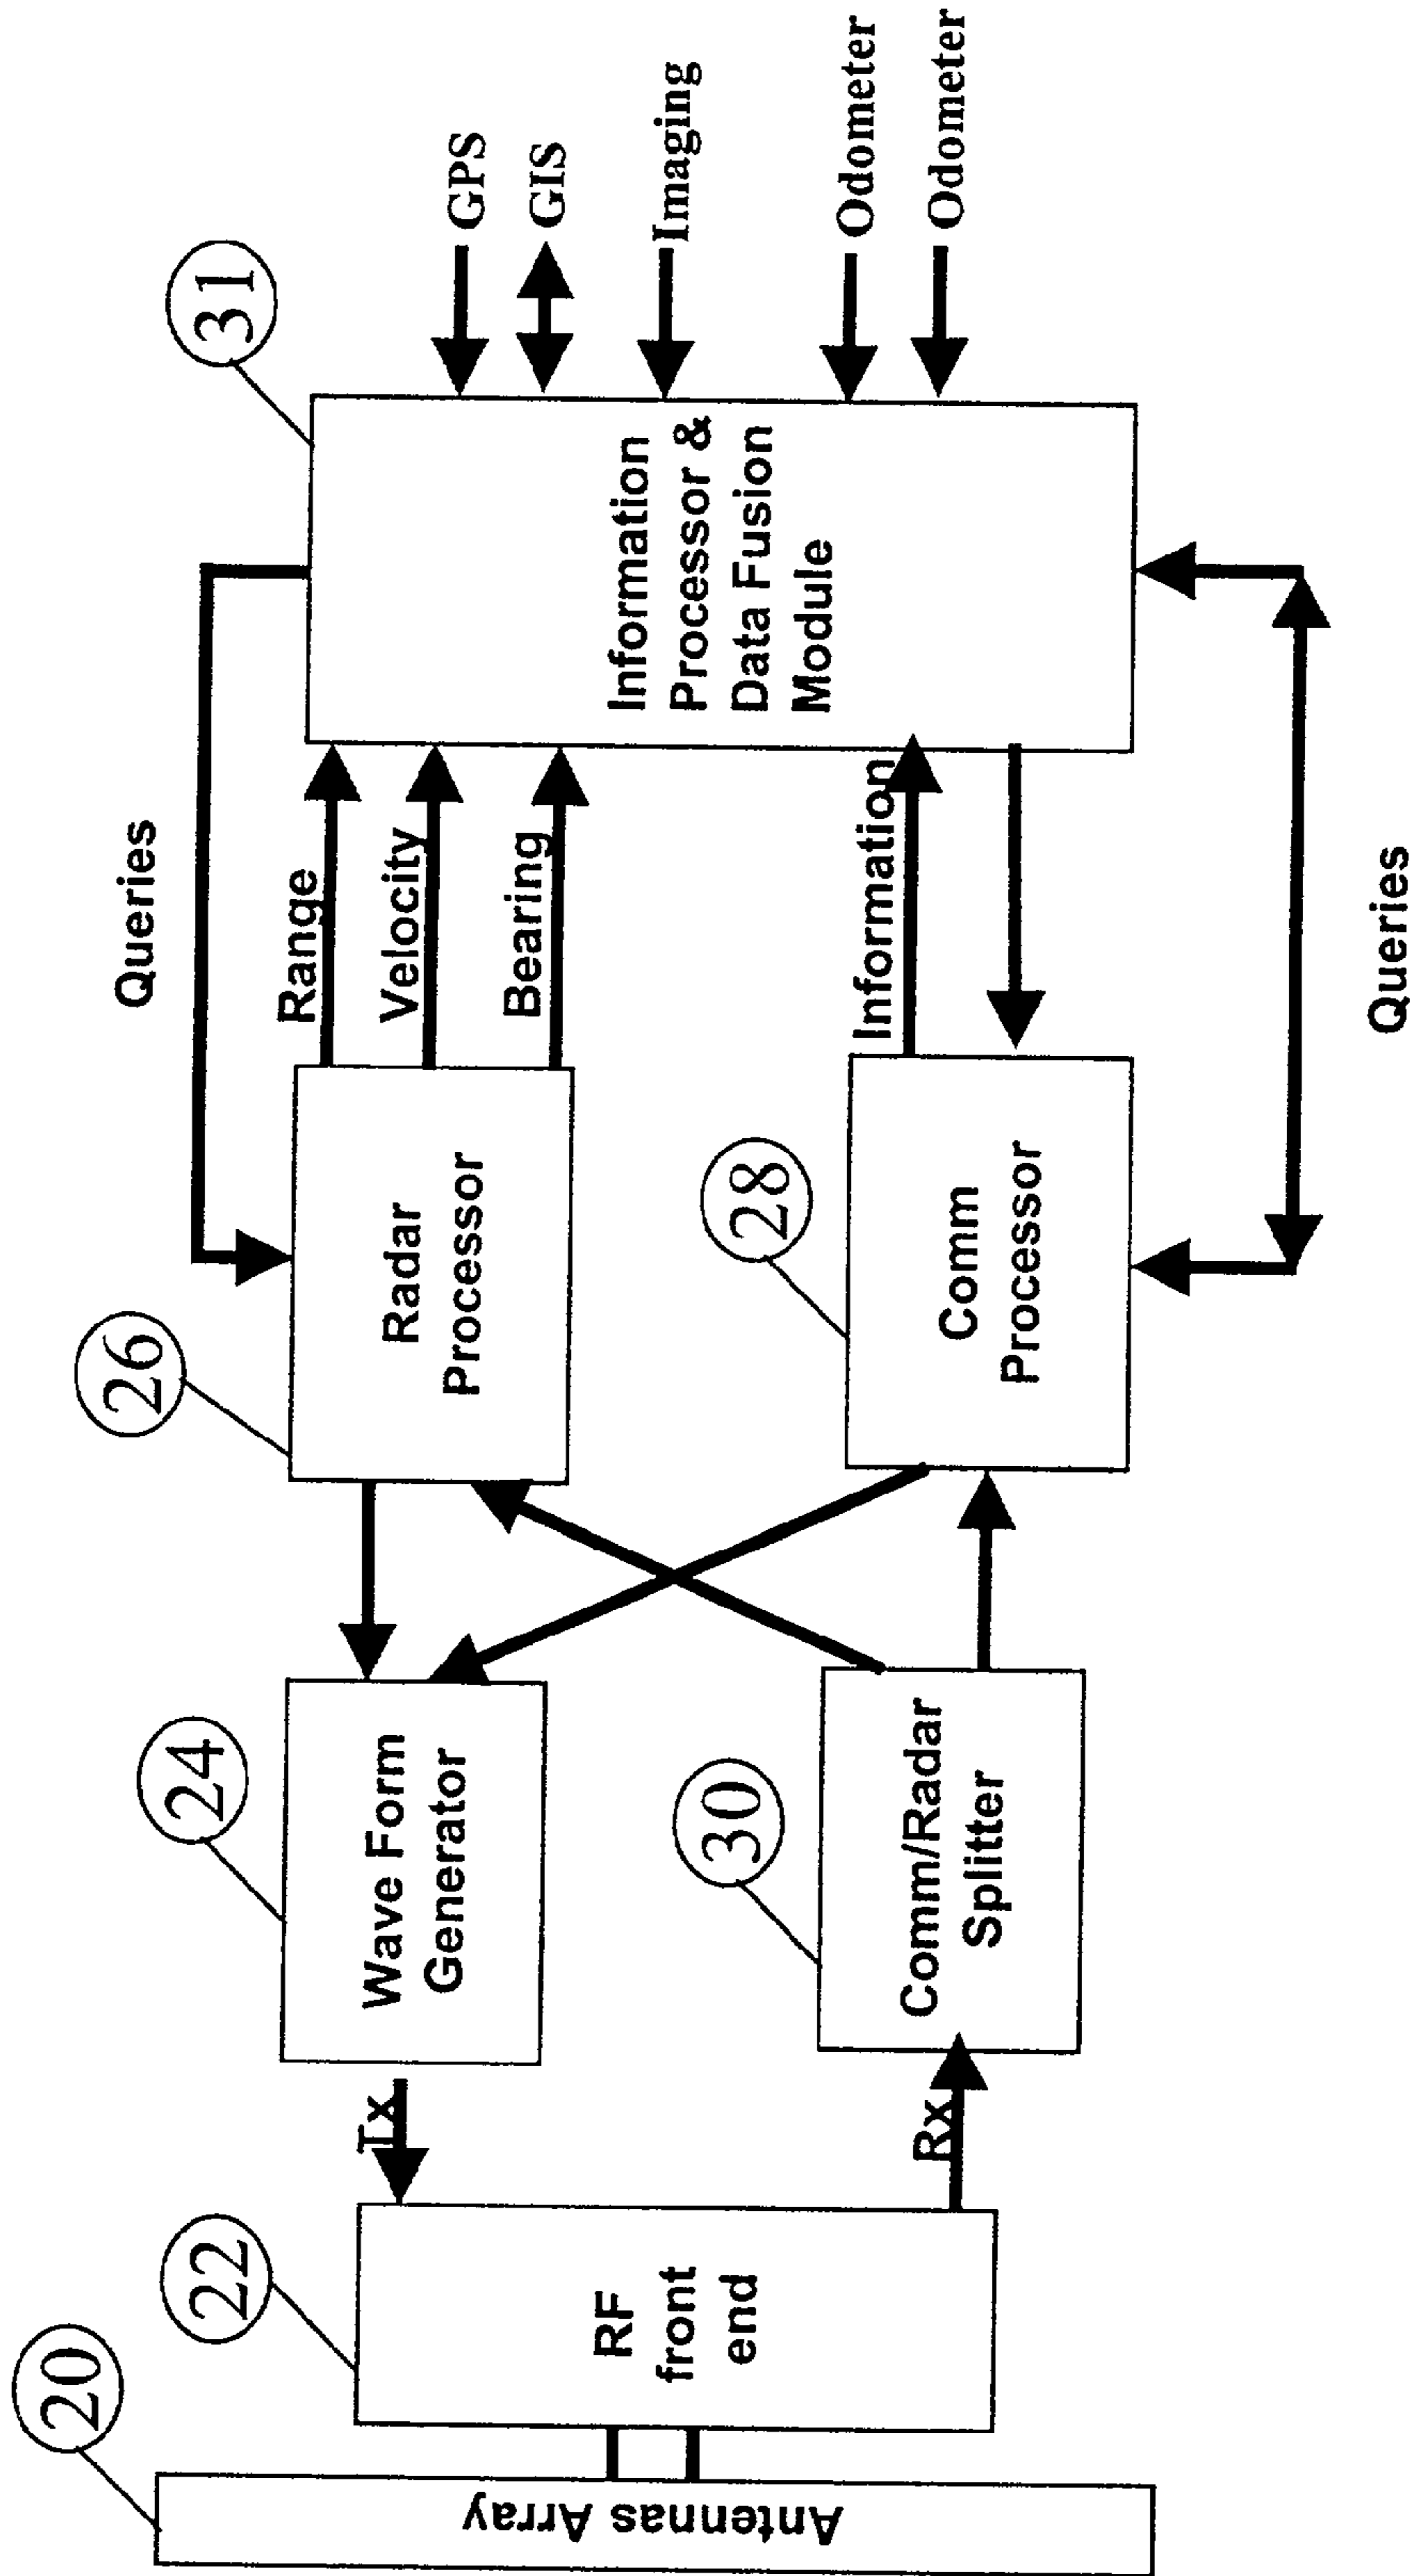 20
Antennas Array
22
RF
front
end
Tx
Rx
24
Wave Form
Generator
30
Comm/Radar
Splitter
26
Radar
Processor
28
Comm
Processor
Queries
Range
Velocity
Bearing
Information
Queries
31
Information
Processor &
Data Fusion
Module
GPS
GIS
Imaging
Odometer
Odometer